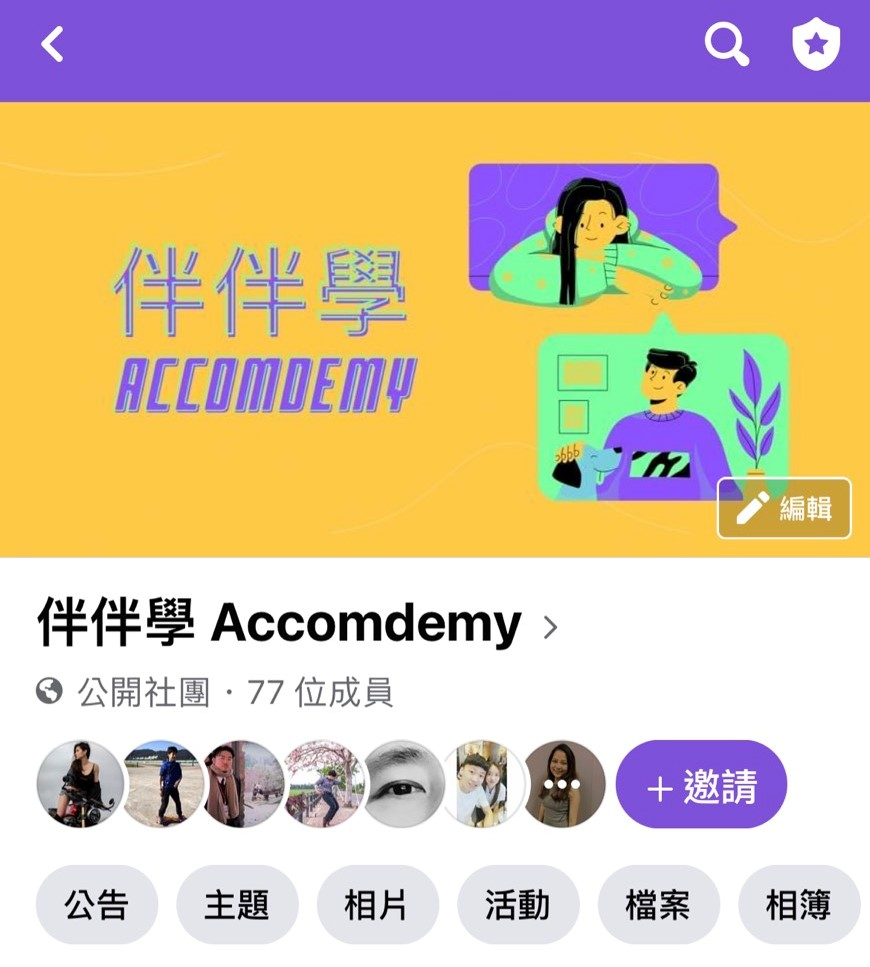 伴伴學
ACCOMDEMY
編輯
伴伴學 Accomdemy
公開社團 · 77 位成員
+ 邀請
公告 主題 相片 活動 檔案 相簿